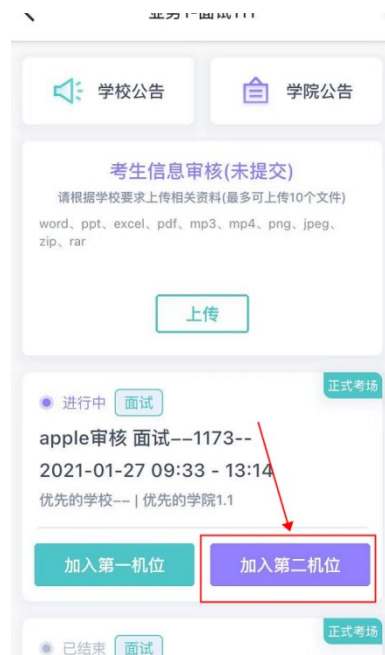 学校公告
学院公告
考生信息审核(未提交)
请根据学校要求上传相关资料(最多可上传10个文件)
word、ppt、excel、pdf、mp3、mp4、png、jpeg、
zip、rar
上传
正式考场
进行中 面试
apple审核 面试--1173--
2021-01-27 09:33 - 13:14
优先的学校-- | 优先的学院1.1
加入第一机位
加入第二机位
正式考场
已结束 面试